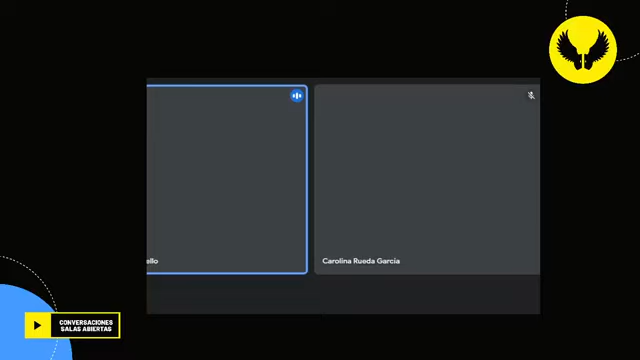 ello
Carolina Rueda García
CONVERSACIONES
SALAS ABIERTAS